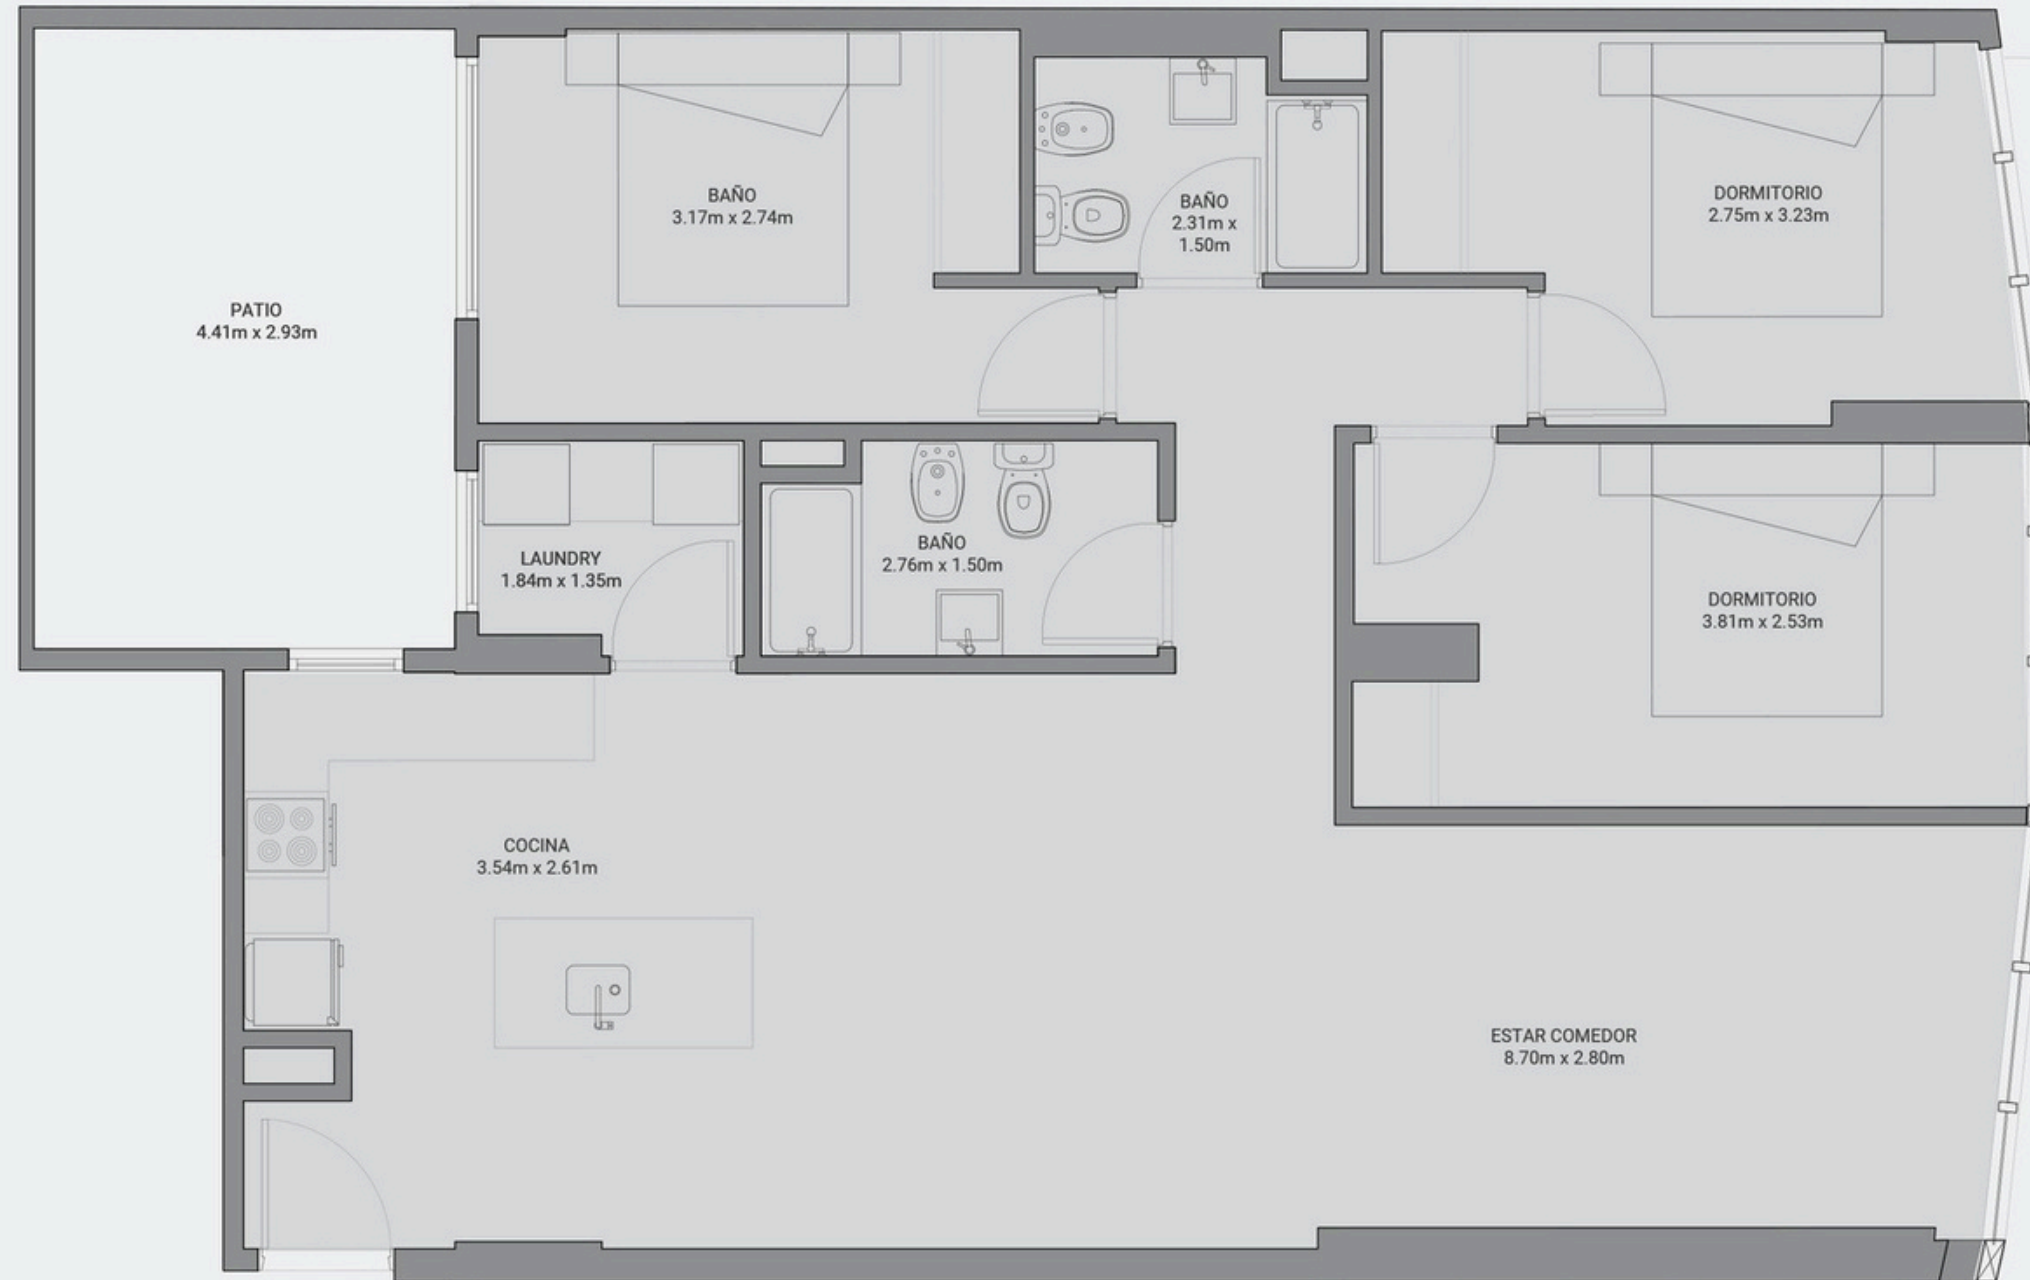 BAÑO
3.17m x 2.74m
BAÑO
2.31m x
1.50m
DORMITORIO
2.75m x 3.23m
PATIO
4.41m x 2.93m
LAUNDRY
1.84m x 1.35m
BAÑO
2.76m x 1.50m
DORMITORIO
3.81m x 2.53m
COCINA
3.54m x 2.61m
ESTAR COMEDOR
8.70m x 2.80m